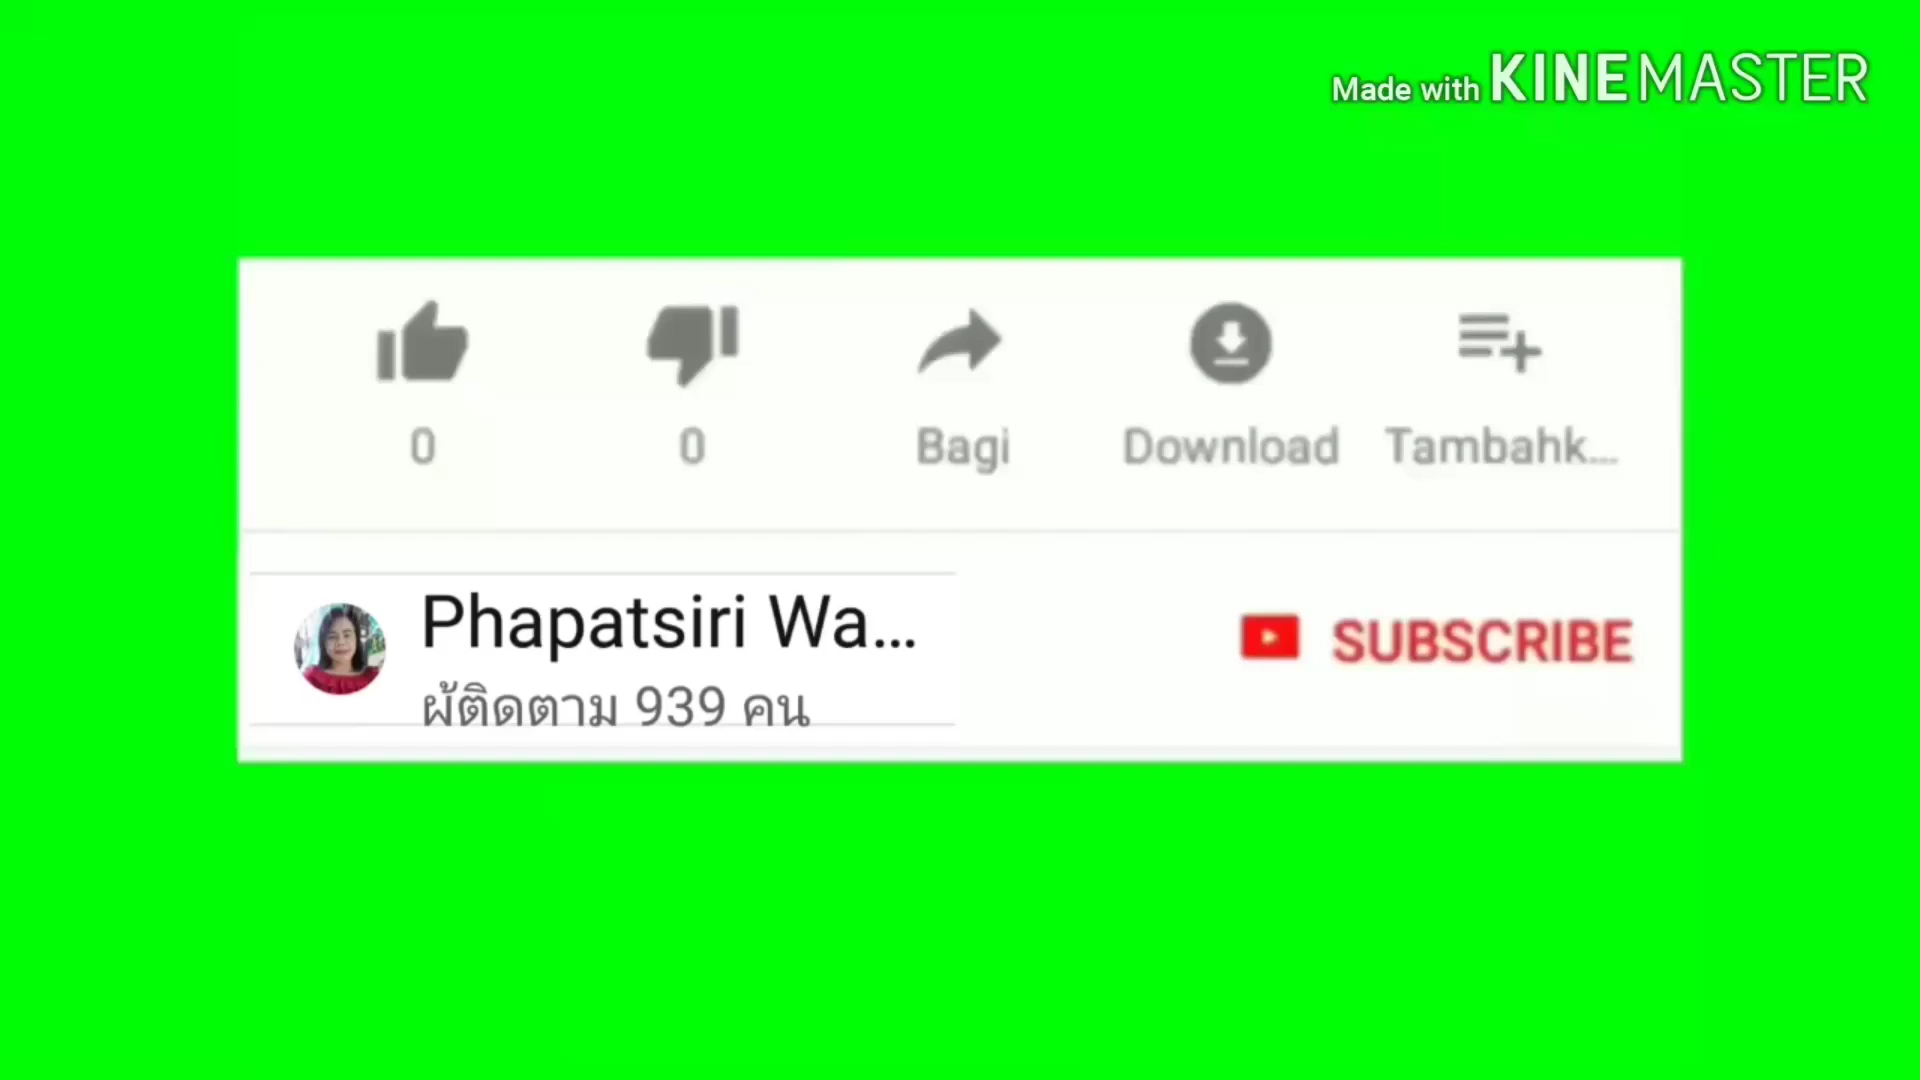 Made with KINEMASTER
0
0
Bagi
Download
Tambahk...
Phapatsiri Wa...
SUBSCRIBE
ผู้ติดตาม 939 คน